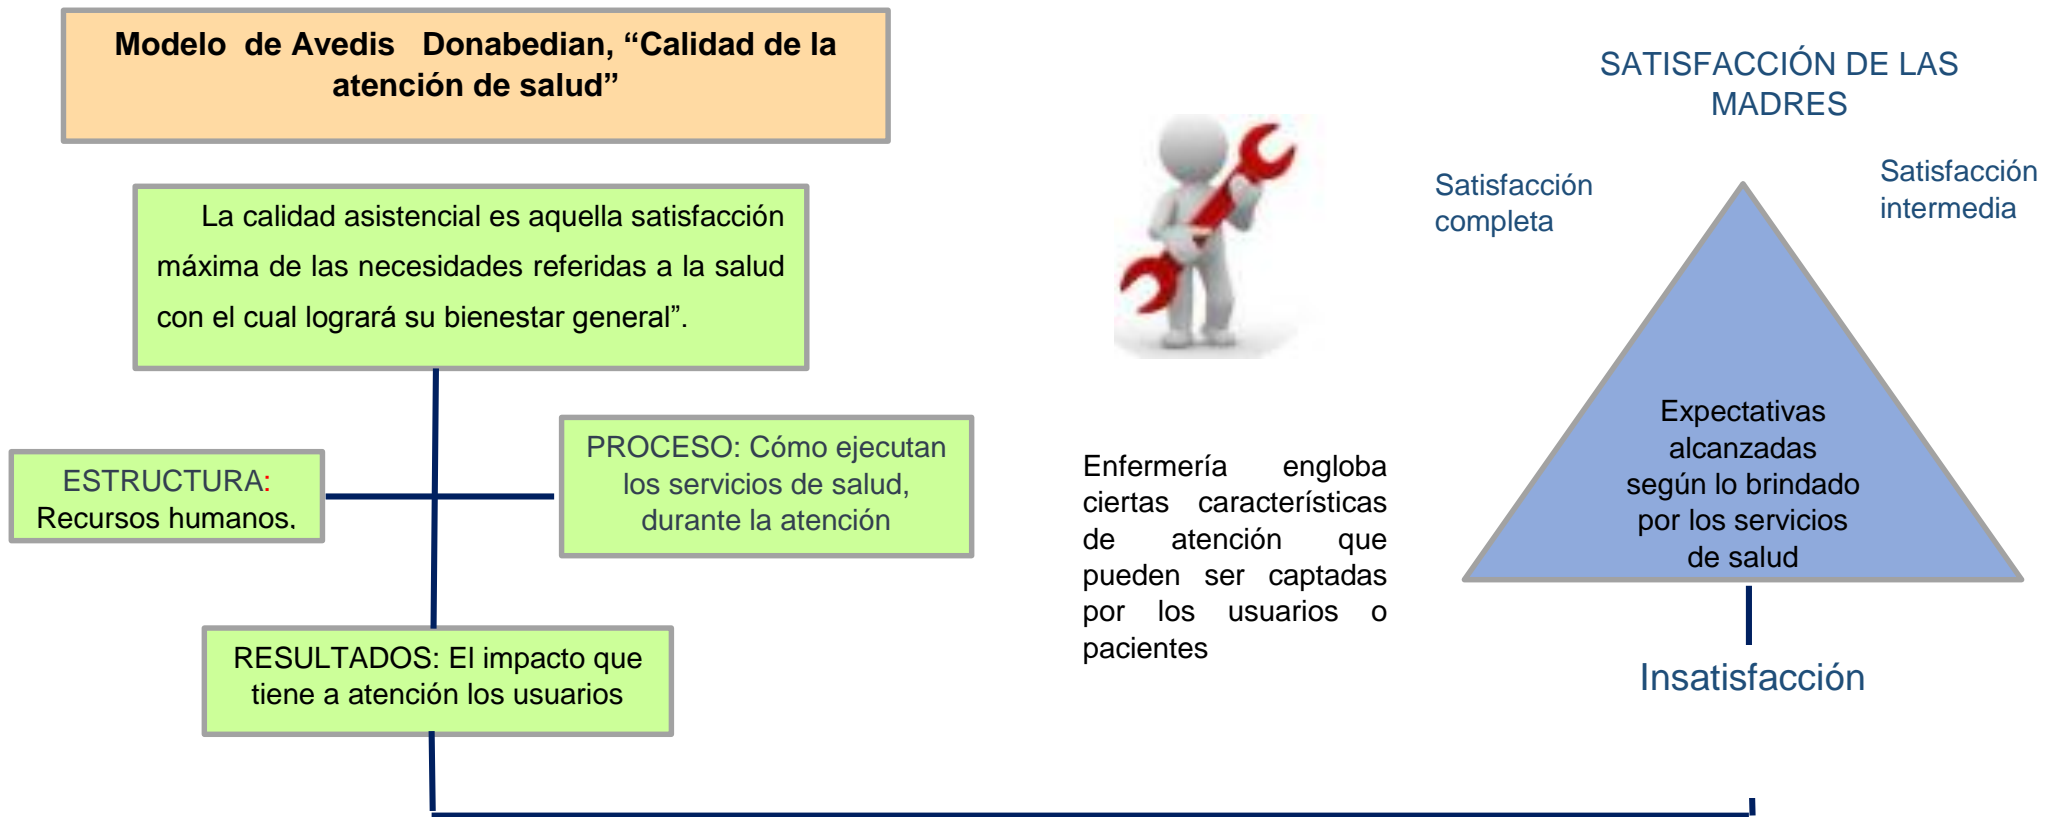 Modelo de Avedis Donabedian, “Calidad de la
atención de salud”
La calidad asistencial es aquella satisfacción
máxima de las necesidades referidas a la salud
con el cual logrará su bienestar general”.
ESTRUCTURA:
Recursos humanos.
PROCESO: Cómo ejecutan
los servicios de salud,
durante la atención
RESULTADOS: El impacto que
tiene a atención los usuarios
Enfermería engloba
ciertas características
de atención que
pueden ser captadas
por los usuarios o
pacientes
SATISFACCIÓN DE LAS
MADRES
Satisfacción
completa
Satisfacción
intermedia
Expectativas
alcanzadas
según lo brindado
por los servicios
de salud
Insatisfacción